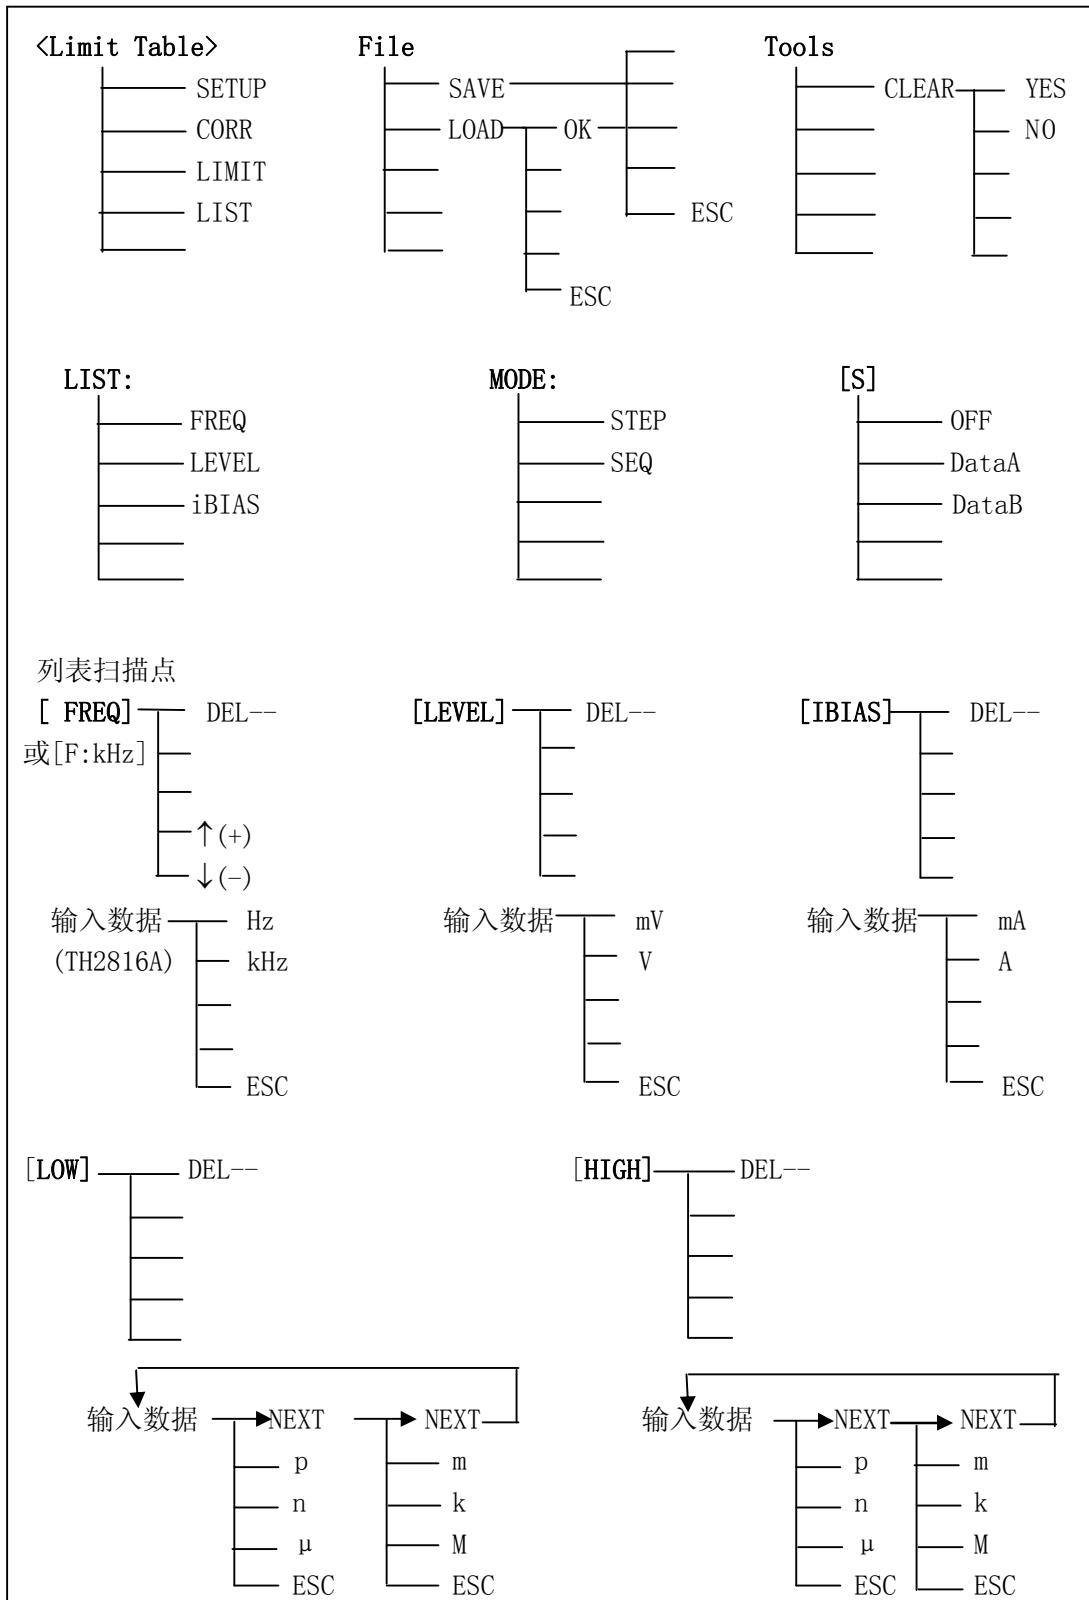 <Limit Table> File Tools
SETUP SAVE CLEAR YES
CORR LOAD OK NO
LIMIT
LIST ESC
ESC
LIST: MODE: [S]
FREQ STEP OFF
LEVEL SEQ DataA
iBIAS DataB
列表扫描点
[ FREQ] DEL-- [LEVEL] DEL-- [IBIAS] DEL--
或[F:kHz]
↑(+)
↓(-)
输入数据 Hz 输入数据 mV 输入数据 mA
(TH2816A) kHz V A
ESC ESC ESC
[LOW] DEL-- [HIGH] DEL--
输入数据 NEXT NEXT 输入数据 NEXT NEXT
p m p m
n k n k
μ M μ M
ESC ESC ESC ESC